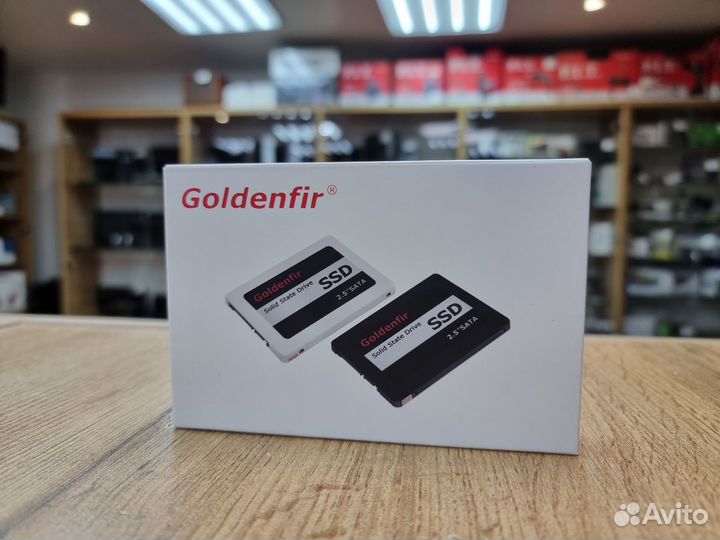 Goldenfir®
Goldenfir
Solid State Drive
SSD
2.5"SATA
Goldenfir
Solid State Drive
SSD
2.5"SATA
Avito